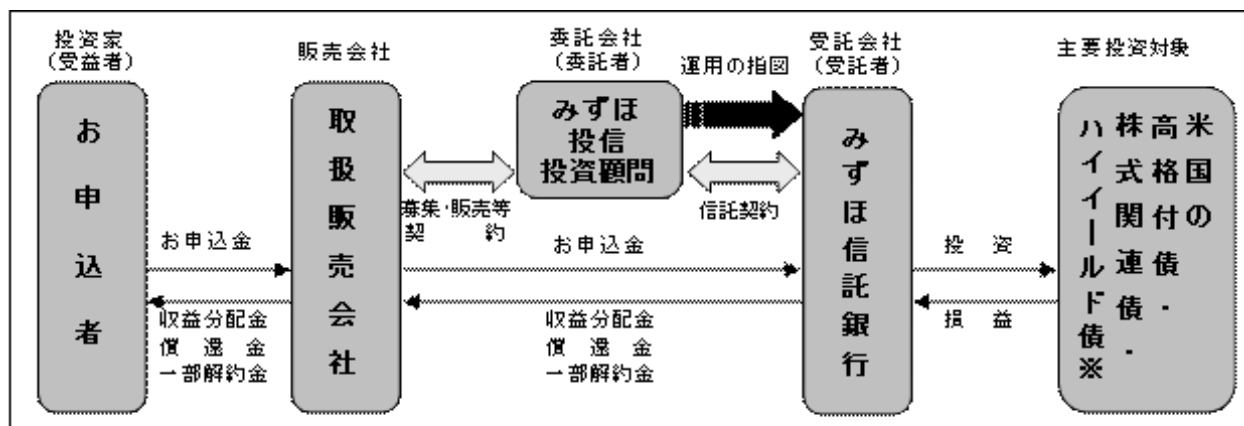 投資家
（受益者）
お申込者
販売会社
取扱販売会社
委託会社
（委託者）
みずほ
投信
投資顧問
運用の指図
受託会社
（受託者）
みずほ信託銀行
主要投資対象
米国の
高格付債・
株式関連債・
ハイイールド債※
募集・販売等
契　　約
信託契約
お申込金
お申込金
投　資
収益分配金
償　還　金
一部解約金
収益分配金
償　還　金
一部解約金
損　益